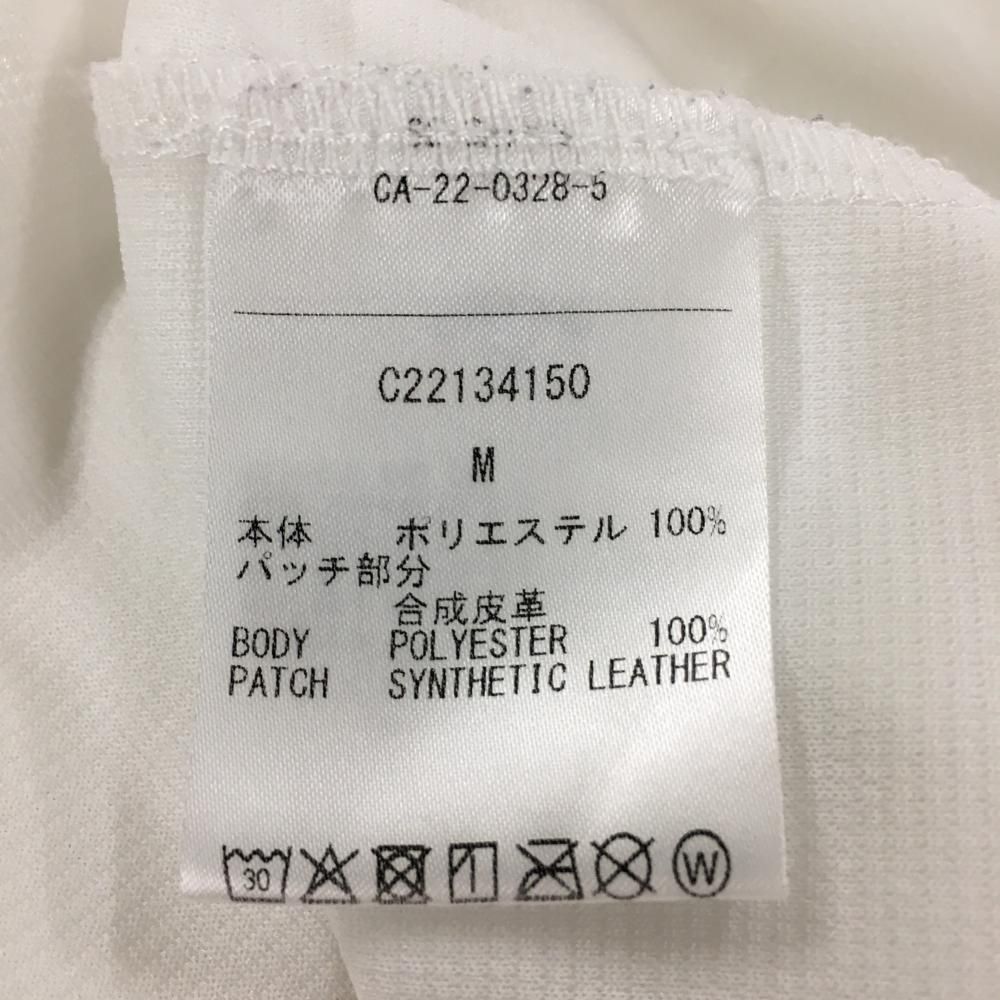 CA-22-0328-5
C22134150
M
本体 ポリエステル 100%
パッチ部分
合成皮革
BODY POLYESTER 100%
PATCH SYNTHETIC LEATHER
30
W